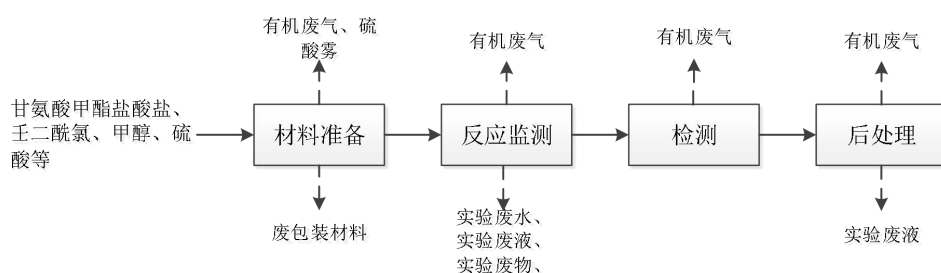 有机废气、硫
酸雾
有机废气
有机废气
有机废气
甘氨酸甲酯盐酸盐、
壬二酰氯、甲醇、硫
酸等
材料准备
反应监测
检测
后处理
废包装材料
实验废水、
实验废液、
实验废物、
实验废液